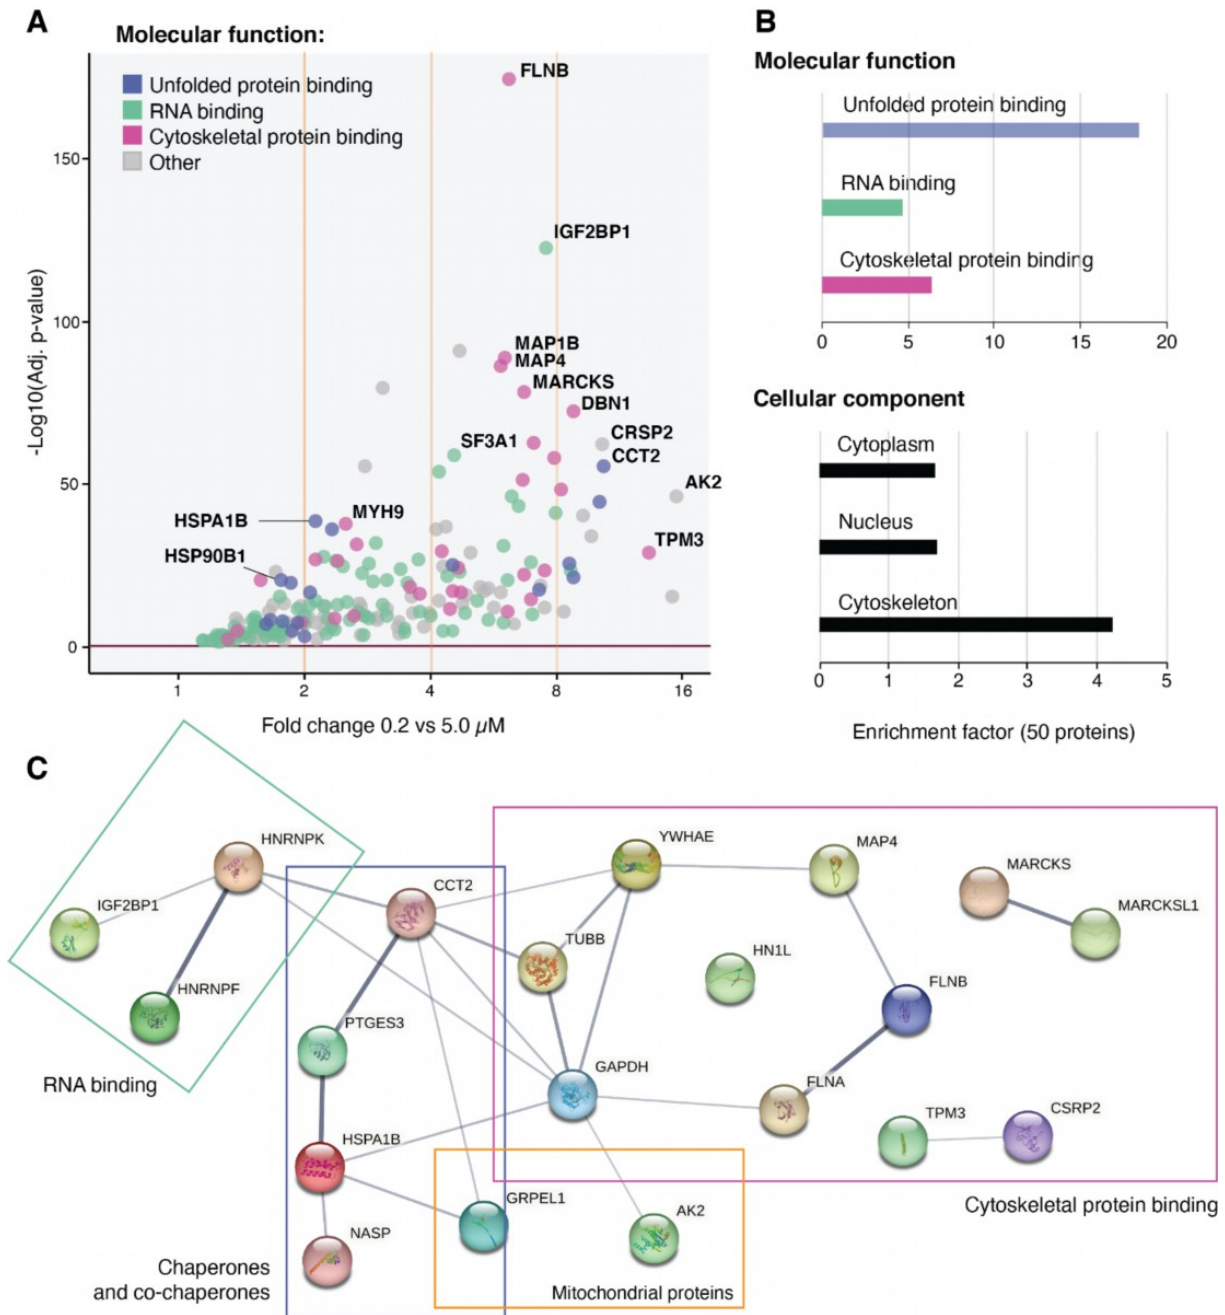 A
Molecular function:
Unfolded protein binding
RNA binding
Cytoskeletal protein binding
Other
FLNB
IGF2BP1
MAP1B
MAP4
MARCKS
DBN1
CRSP2
SF3A1
CCT2
AK2
HSPA1B
MYH9
TPM3
HSP90B1
-Log10(Adj. p-value)
150
100
50
0
1
2
4
8
16
Fold change 0.2 vs 5.0 µM
B
Molecular function
Unfolded protein binding
RNA binding
Cytoskeletal protein binding
0
5
10
15
20
Cellular component
Cytoplasm
Nucleus
Cytoskeleton
0
1
2
3
4
5
Enrichment factor (50 proteins)
C
HNRNPK
IGF2BP1
HNRNPF
RNA binding
CCT2
PTGES3
HSPA1B
NASP
GRPEL1
Chaperones
and co-chaperones
YWHAE
MAP4
MARCKS
MARCKSL1
TUBB
HN1L
FLNB
GAPDH
FLNA
TPM3
CSRP2
Cytoskeletal protein binding
AK2
Mitochondrial proteins